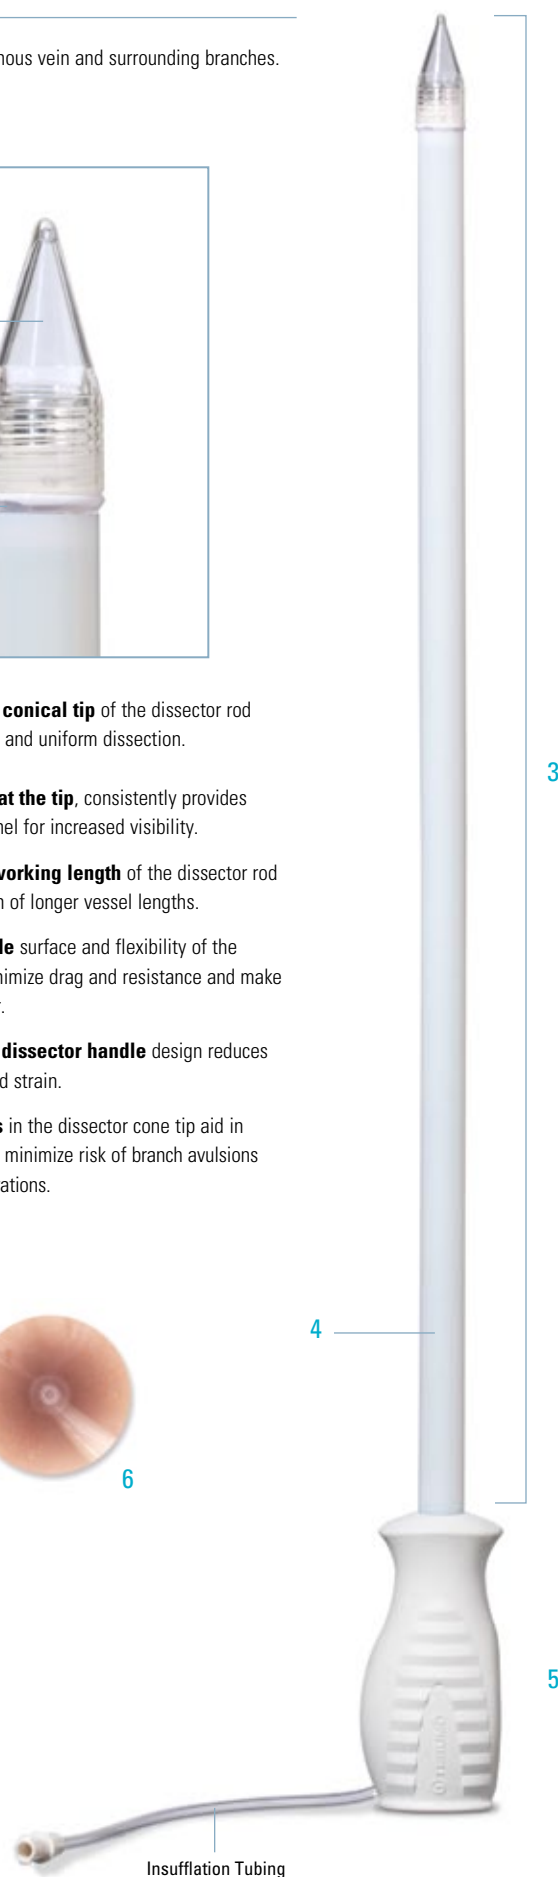 nous vein and surrounding branches.
conical tip of the dissector rod
and uniform dissection.
3
at the tip, consistently provides
nel for increased visibility.
working length of the dissector rod
n of longer vessel lengths.
le surface and flexibility of the
nimize drag and resistance and make
.
dissector handle design reduces
d strain.
s in the dissector cone tip aid in
minimize risk of branch avulsions
ations.
4
6
5
TERUMO
Insufflation Tubing